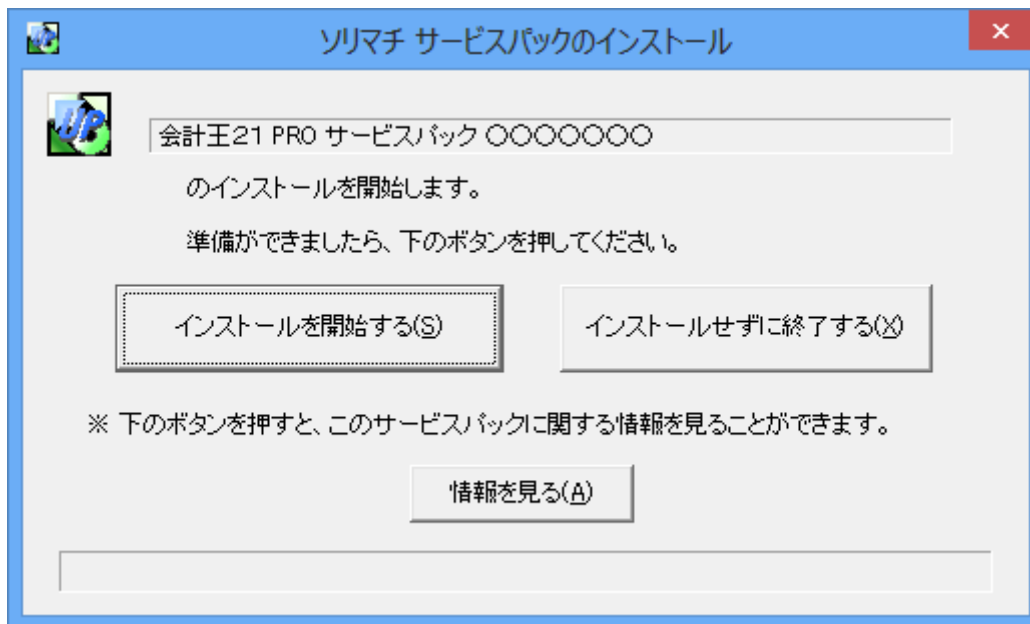 ソリマチ サービスパックのインストール
UP
会計王21 PRO サービスパック 〇〇〇〇〇〇〇
のインストールを開始します。
準備ができましたら、下のボタンを押してください。
インストールを開始する(S)
インストールせずに終了する(X)
※ 下のボタンを押すと、このサービスパックに関する情報を見ることができます。
情報を見る(A)